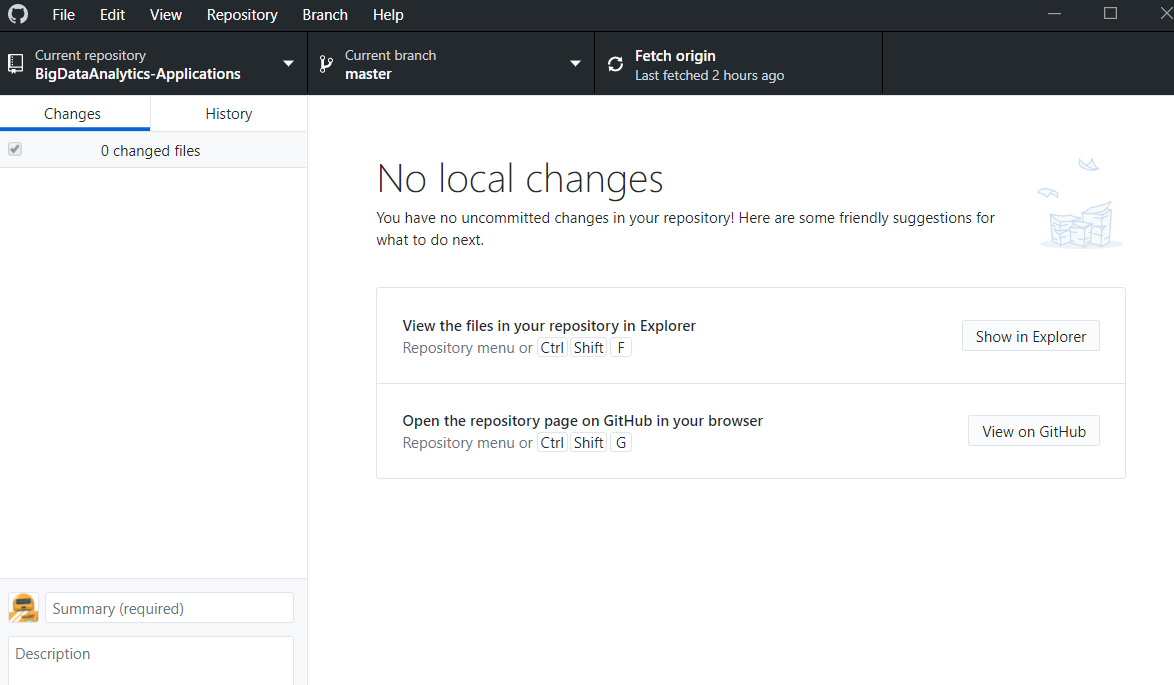 File Edit View Repository Branch Help
Current repository
BigDataAnalytics-Applications
Current branch
master
Fetch origin
Last fetched 2 hours ago
Changes History
0 changed files
No local changes
You have no uncommitted changes in your repository! Here are some friendly suggestions for
what to do next.
View the files in your repository in Explorer
Repository menu or Ctrl Shift F
Show in Explorer
Open the repository page on GitHub in your browser
Repository menu or Ctrl Shift G
View on GitHub
Summary (required)
Description